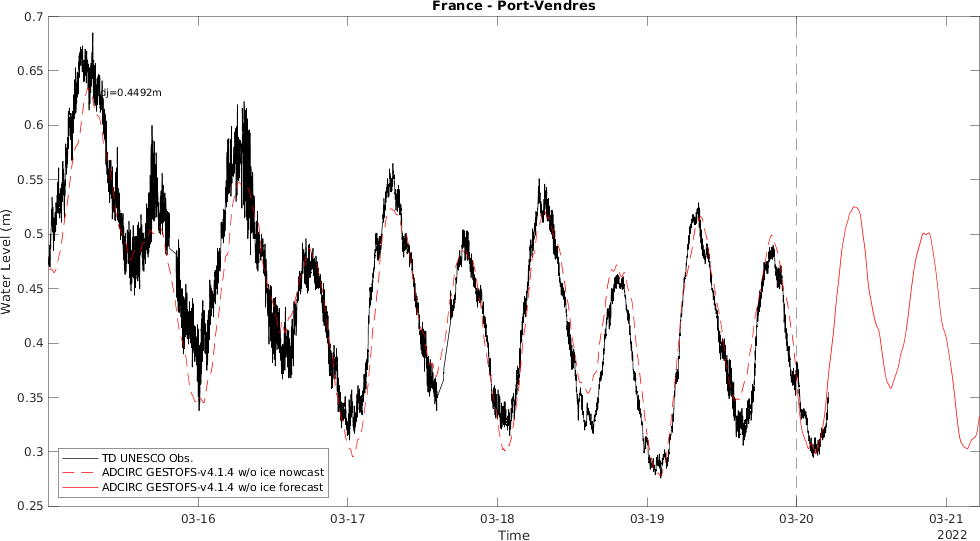 France - Port-Vendres
0.7
0.65
0.6
0.55
0.5
0.45
0.4
0.35
0.3
0.25
Water Level (m)
dj=0.4492m
TD UNESCO Obs.
ADCIRC GESTOFS-v4.1.4 w/o ice nowcast
ADCIRC GESTOFS-v4.1.4 w/o ice forecast
03-16 03-17 03-18 03-19 03-20 03-21
Time
2022